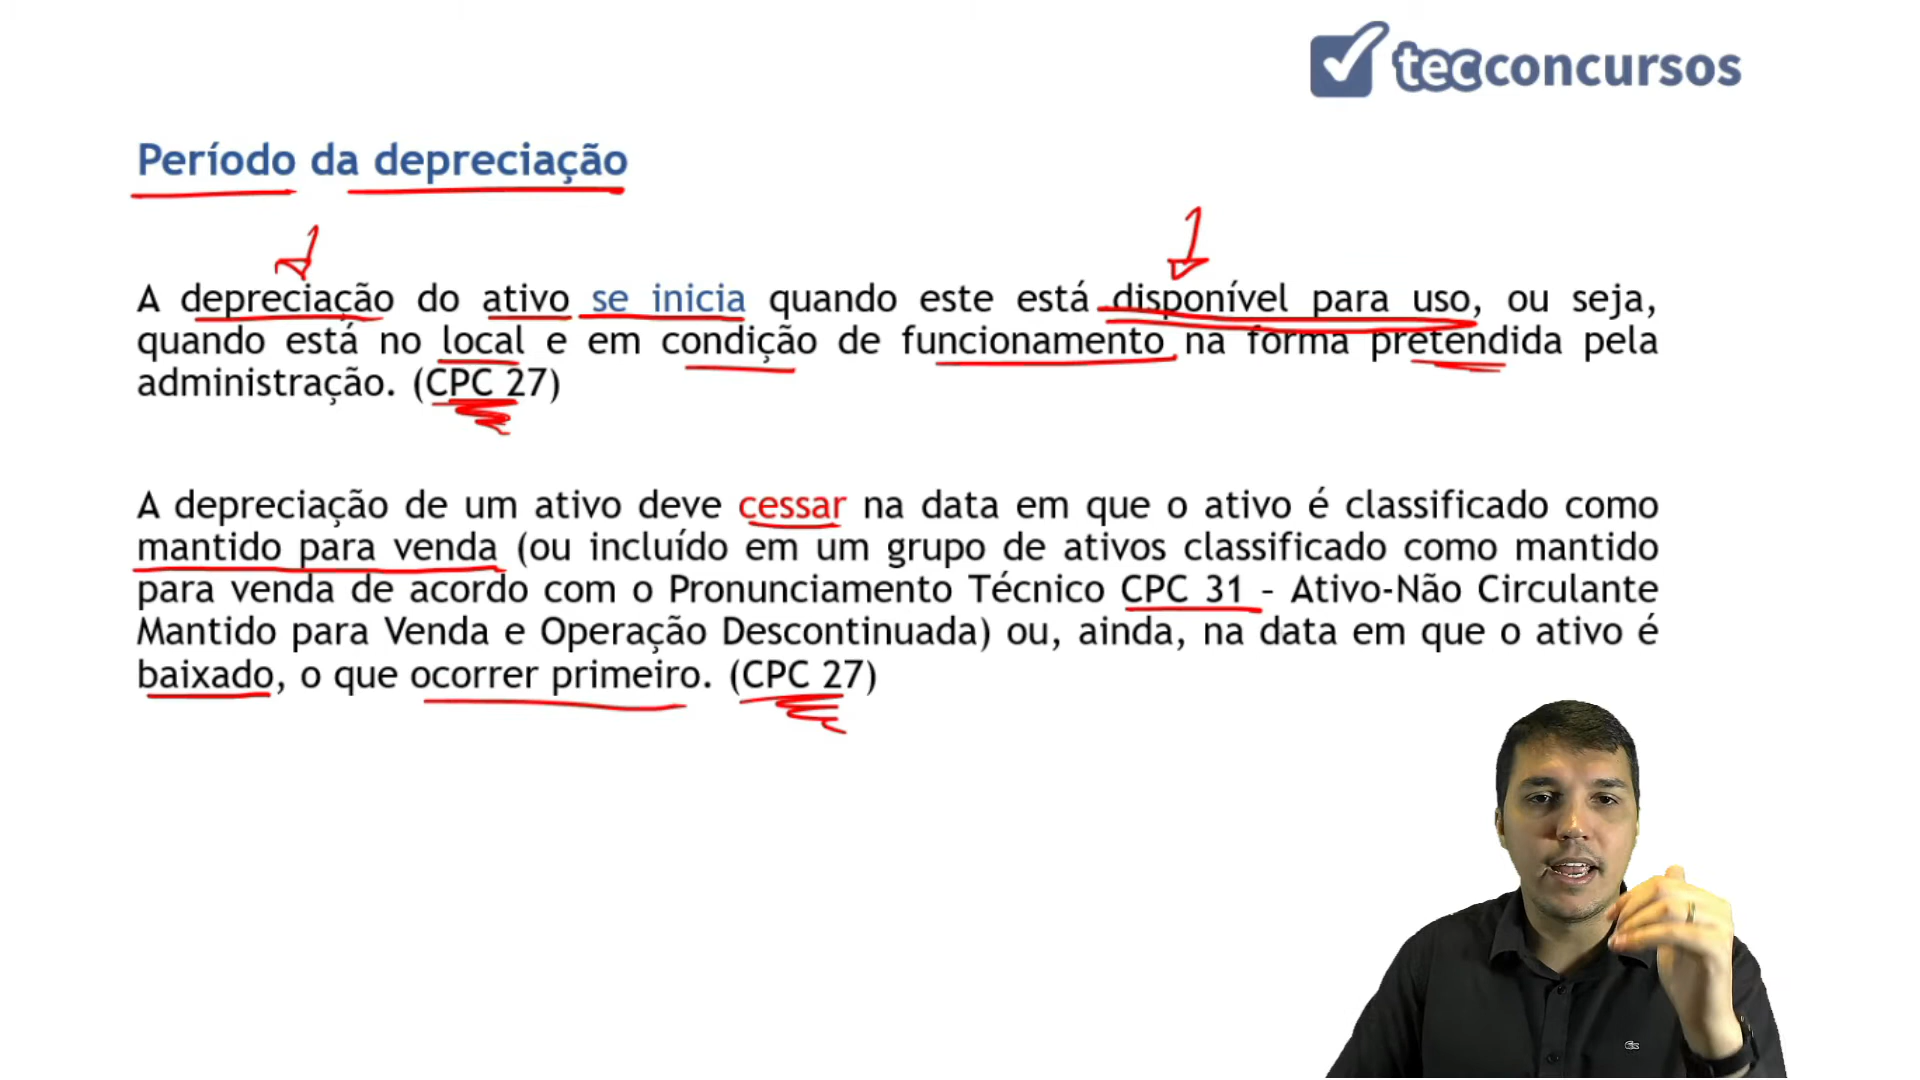 tecconcursos
Período da depreciação
A depreciação do ativo se inicia quando este está disponível para uso, ou seja,
quando está no local e em condição de funcionamento na forma pretendida pela
administração. (CPC 27)
A depreciação de um ativo deve cessar na data em que o ativo é classificado como
mantido para venda (ou incluído em um grupo de ativos classificado como mantido
para venda de acordo com o Pronunciamento Técnico CPC 31 – Ativo-Não Circulante
Mantido para Venda e Operação Descontinuada) ou, ainda, na data em que o ativo é
baixado, o que ocorrer primeiro. (CPC 27)